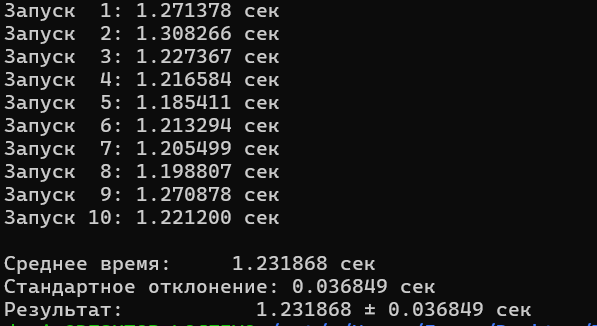 Запуск  1: 1.271378 сек
Запуск  2: 1.308266 сек
Запуск  3: 1.227367 сек
Запуск  4: 1.216584 сек
Запуск  5: 1.185411 сек
Запуск  6: 1.213294 сек
Запуск  7: 1.205499 сек
Запуск  8: 1.198807 сек
Запуск  9: 1.270878 сек
Запуск 10: 1.221200 сек
Среднее время:     1.231868 сек
Стандартное отклонение: 0.036849 сек
Результат:           1.231868 ± 0.036849 сек